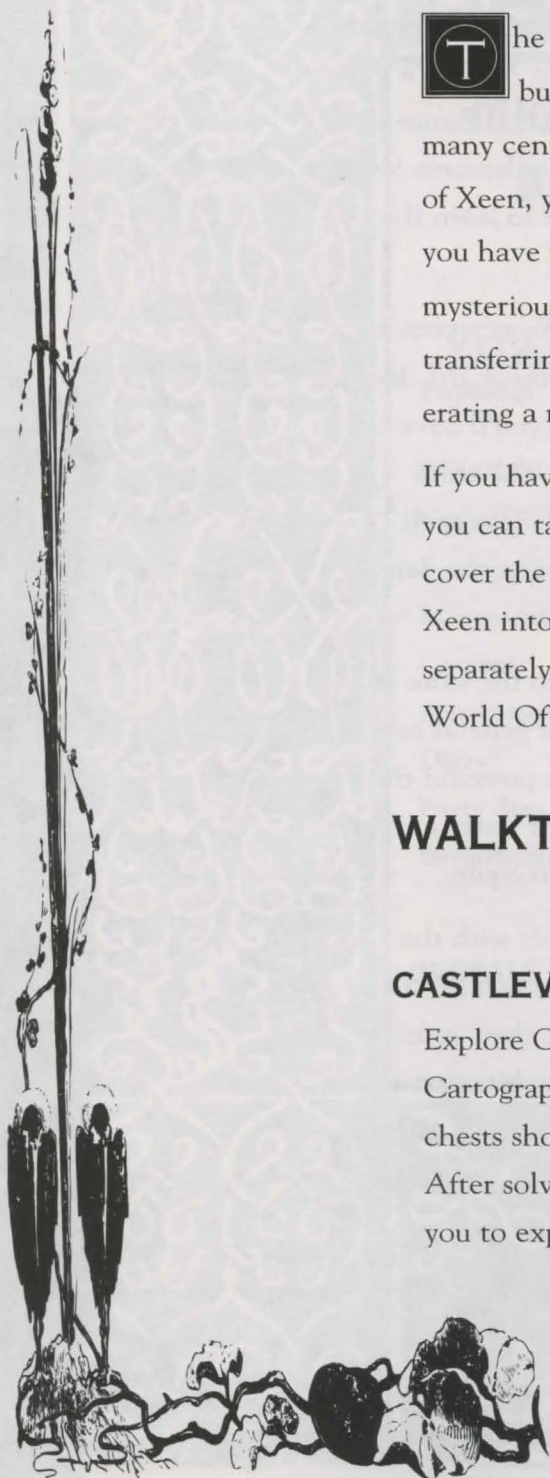 The
bu
many cen
of Xeen, y
you have
mysteriou
transferrin
erating a r
If you hav
you can ta
cover the
Xeen into
separately
World Of
WALKT
CASTLEV
Explore C
Cartograp
chests sho
After solv
you to exp